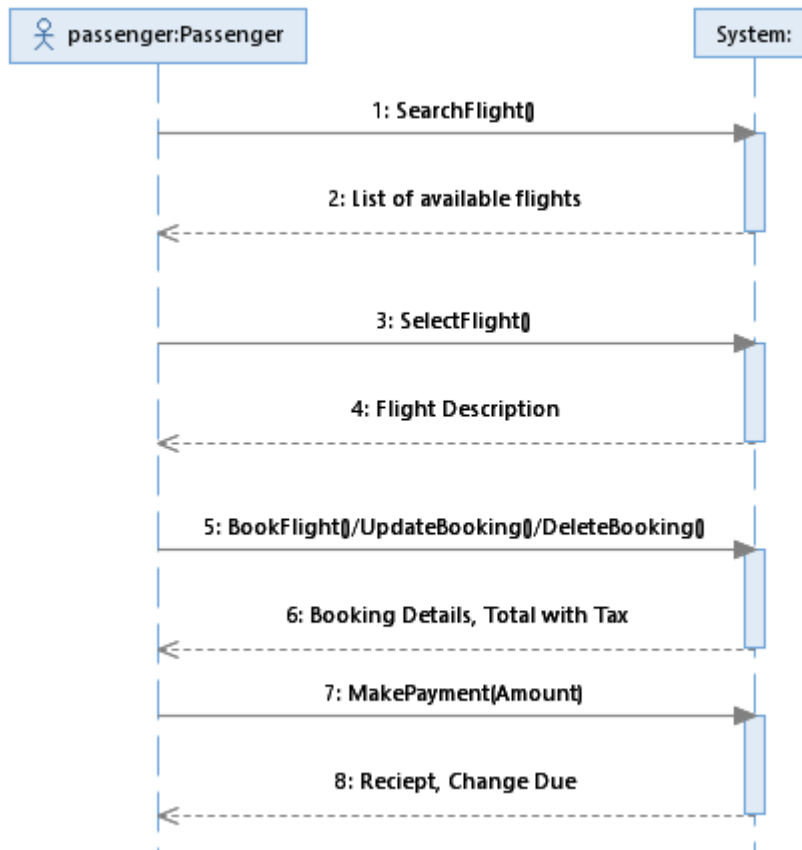 passenger:Passenger
System:
1: SearchFlight()
2: List of available flights
3: SelectFlight()
4: Flight Description
5: BookFlight()/UpdateBooking()/DeleteBooking()
6: Booking Details, Total with Tax
7: MakePayment(Amount)
8: Reciept, Change Due